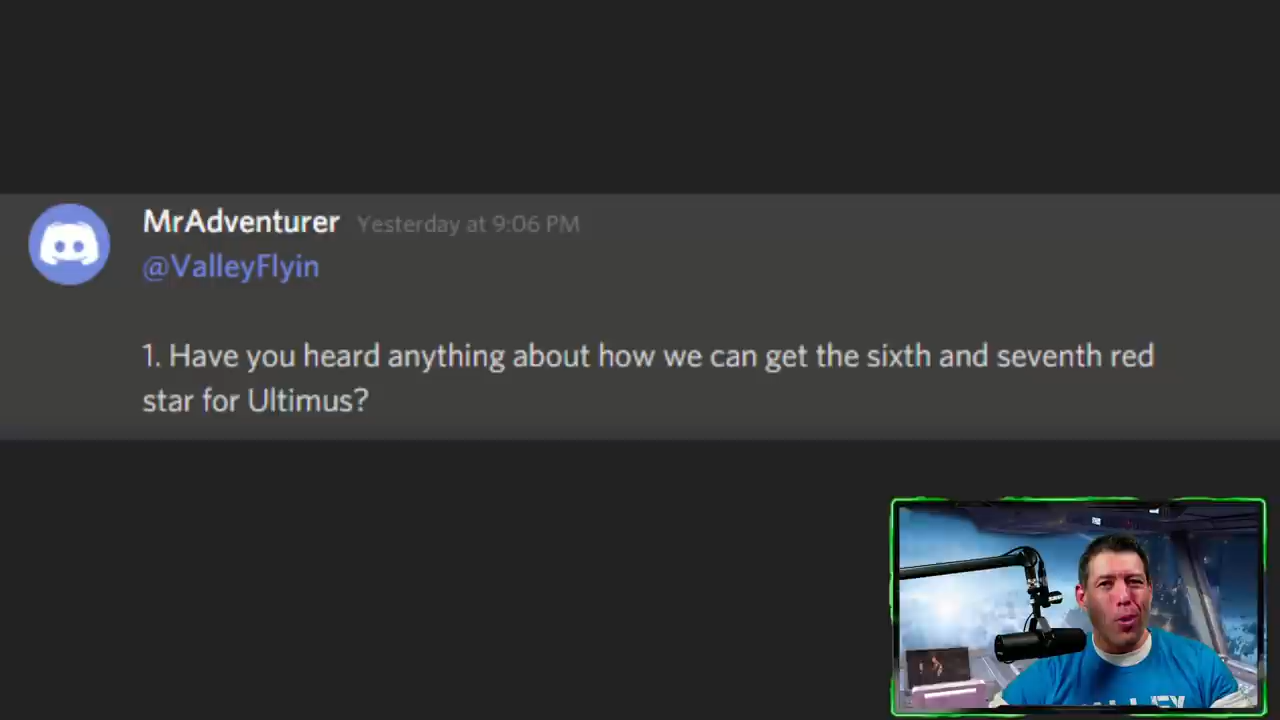 MrAdventurer Yesterday at 9:06 PM
@ValleyFlyin
1. Have you heard anything about how we can get the sixth and seventh red
star for Ultimus?